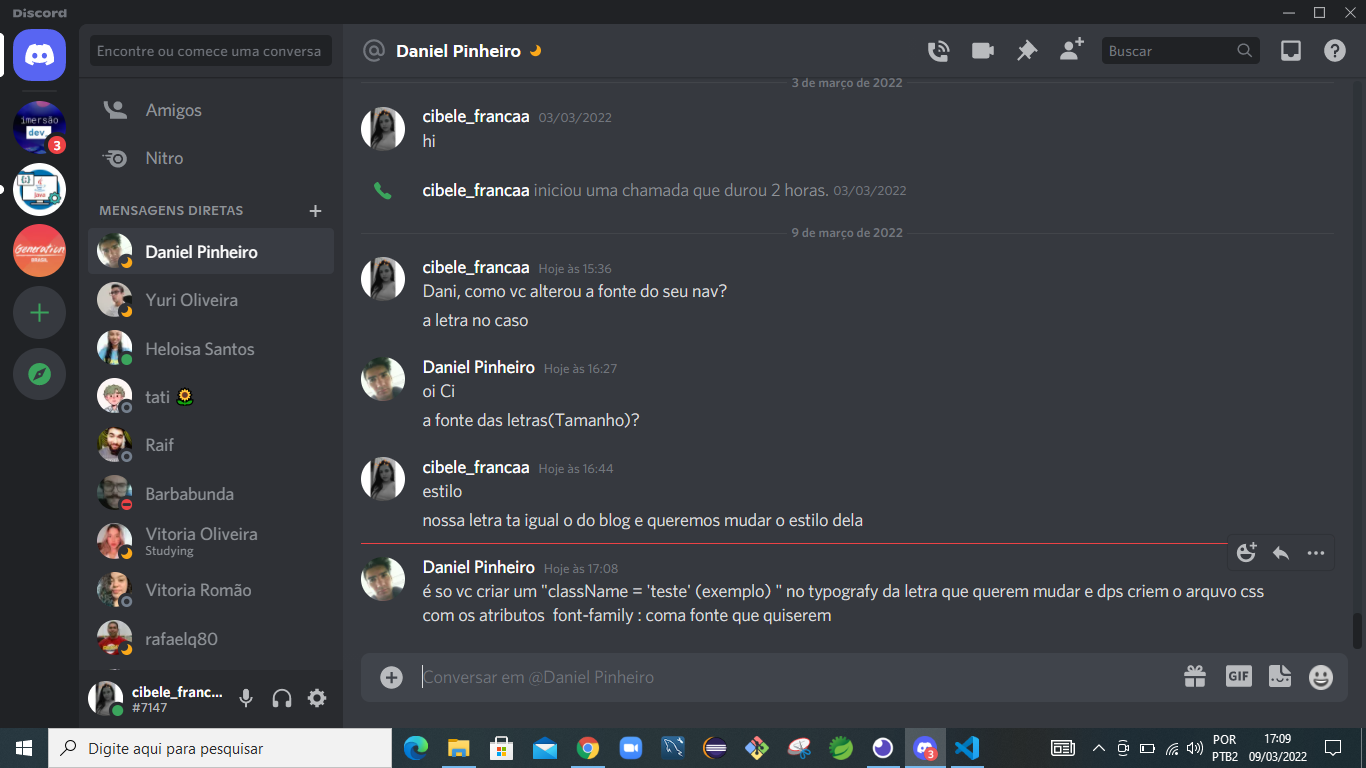 Discord
Encontre ou comece uma conversa
Amigos
Nitro
MENSAGENS DIRETAS
Daniel Pinheiro
Yuri Oliveira
Heloisa Santos
tati 🌻
Raif
Barbabunda
Vitoria Oliveira
Studying
Vitoria Romão
rafaelq80
cibele_franc...
#7147
imersão
dev
3
Generation
BRASIL
Daniel Pinheiro
Buscar
3 de março de 2022
cibele_francaa 03/03/2022
hi
cibele_francaa iniciou uma chamada que durou 2 horas. 03/03/2022
9 de março de 2022
cibele_francaa Hoje às 15:36
Dani, como vc alterou a fonte do seu nav?
a letra no caso
Daniel Pinheiro Hoje às 16:27
oi Ci
a fonte das letras(Tamanho)?
cibele_francaa Hoje às 16:44
estilo
nossa letra ta igual o do blog e queremos mudar o estilo dela
Daniel Pinheiro Hoje às 17:08
é so vc criar um "className = 'teste' (exemplo) " no typografy da letra que querem mudar e dps criem o arquvo css
com os atributos  font-family : coma fonte que quiserem
Conversar em @Daniel Pinheiro
GIF
Digite aqui para pesquisar
3
POR
PTB2
17:09
09/03/2022